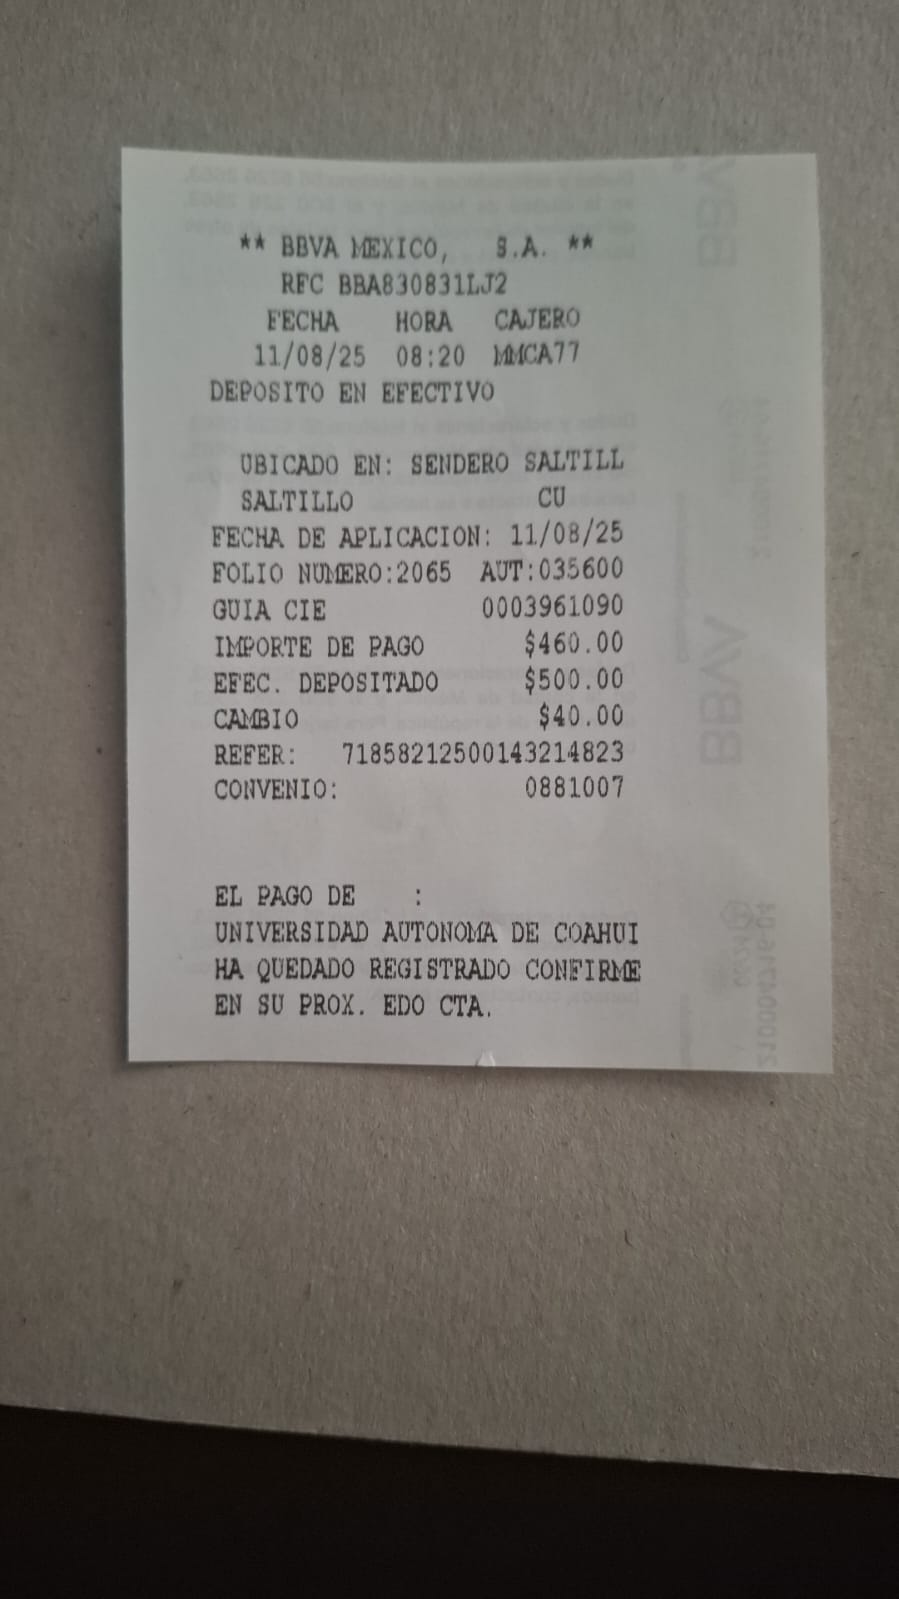 ** BBVA MEXICO, S.A. **
RFC BBA830831LJ2
FECHA HORA CAJERO
11/08/25 08:20 MMCA77
DEPOSITO EN EFECTIVO
UBICADO EN: SENDERO SALTILL
SALTILLO CU
FECHA DE APLICACION: 11/08/25
FOLIO NUMERO:2065 AUT:035600
GUIA CIE 0003961090
IMPORTE DE PAGO $460.00
EFEC. DEPOSITADO $500.00
CAMBIO $40.00
REFER: 71858212500143214823
CONVENIO: 0881007
EL PAGO DE :
UNIVERSIDAD AUTONOMA DE COAHUI
HA QUEDADO REGISTRADO CONFIRME
EN SU PROX. EDO CTA.
BBVA